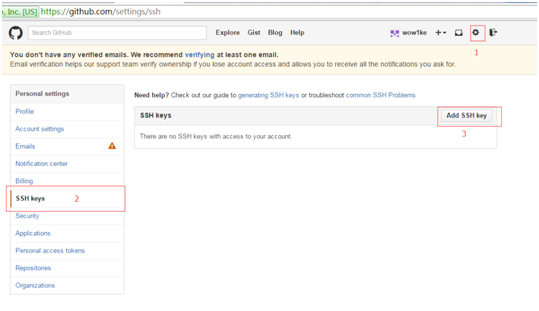 , Inc. [US] https://github.com/settings/ssh
Search GitHub
Explore Gist Blog Help
wow1ke
1
You don't have any verified emails. We recommend verifying at least one email.
Email verification helps our support team verify ownership if you lose account access and allows you to receive all the notifications you ask for.
Personal settings
Profile
Account settings
Emails
Notification center
Billing
SSH keys 2
Security
Applications
Personal access tokens
Repositories
Organizations
Need help? Check out our guide to generating SSH keys or troubleshoot common SSH Problems
SSH keys
Add SSH key
3
There are no SSH keys with access to your account.